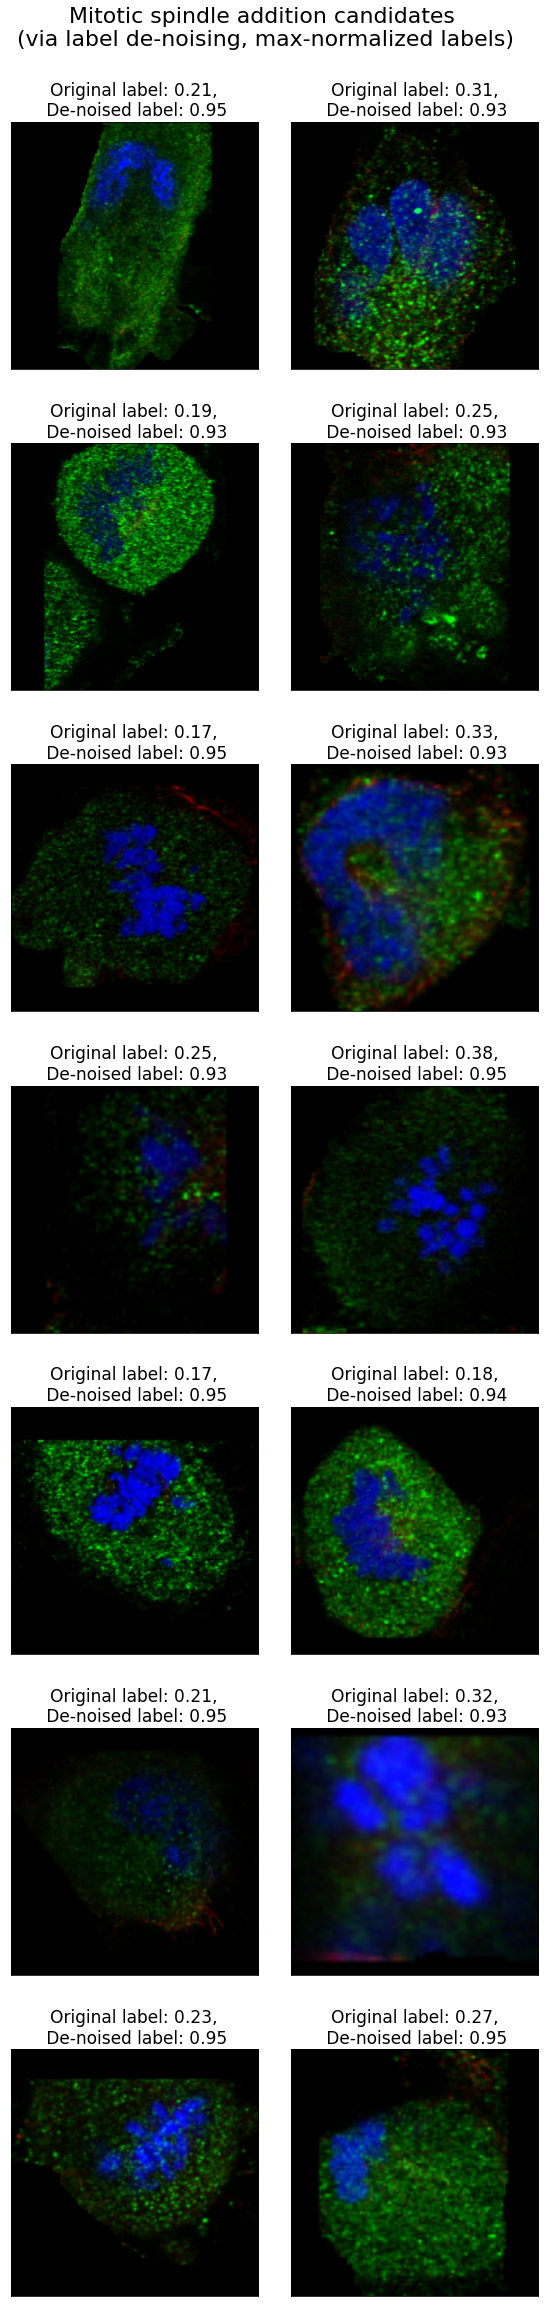 Mitotic spindle addition candidates
(via label de-noising, max-normalized labels)
Original label: 0.21,
De-noised label: 0.95
Original label: 0.31,
De-noised label: 0.93
Original label: 0.19,
De-noised label: 0.93
Original label: 0.25,
De-noised label: 0.93
Original label: 0.17,
De-noised label: 0.95
Original label: 0.33,
De-noised label: 0.93
Original label: 0.25,
De-noised label: 0.93
Original label: 0.38,
De-noised label: 0.95
Original label: 0.17,
De-noised label: 0.95
Original label: 0.18,
De-noised label: 0.94
Original label: 0.21,
De-noised label: 0.95
Original label: 0.32,
De-noised label: 0.93
Original label: 0.23,
De-noised label: 0.95
Original label: 0.27,
De-noised label: 0.95